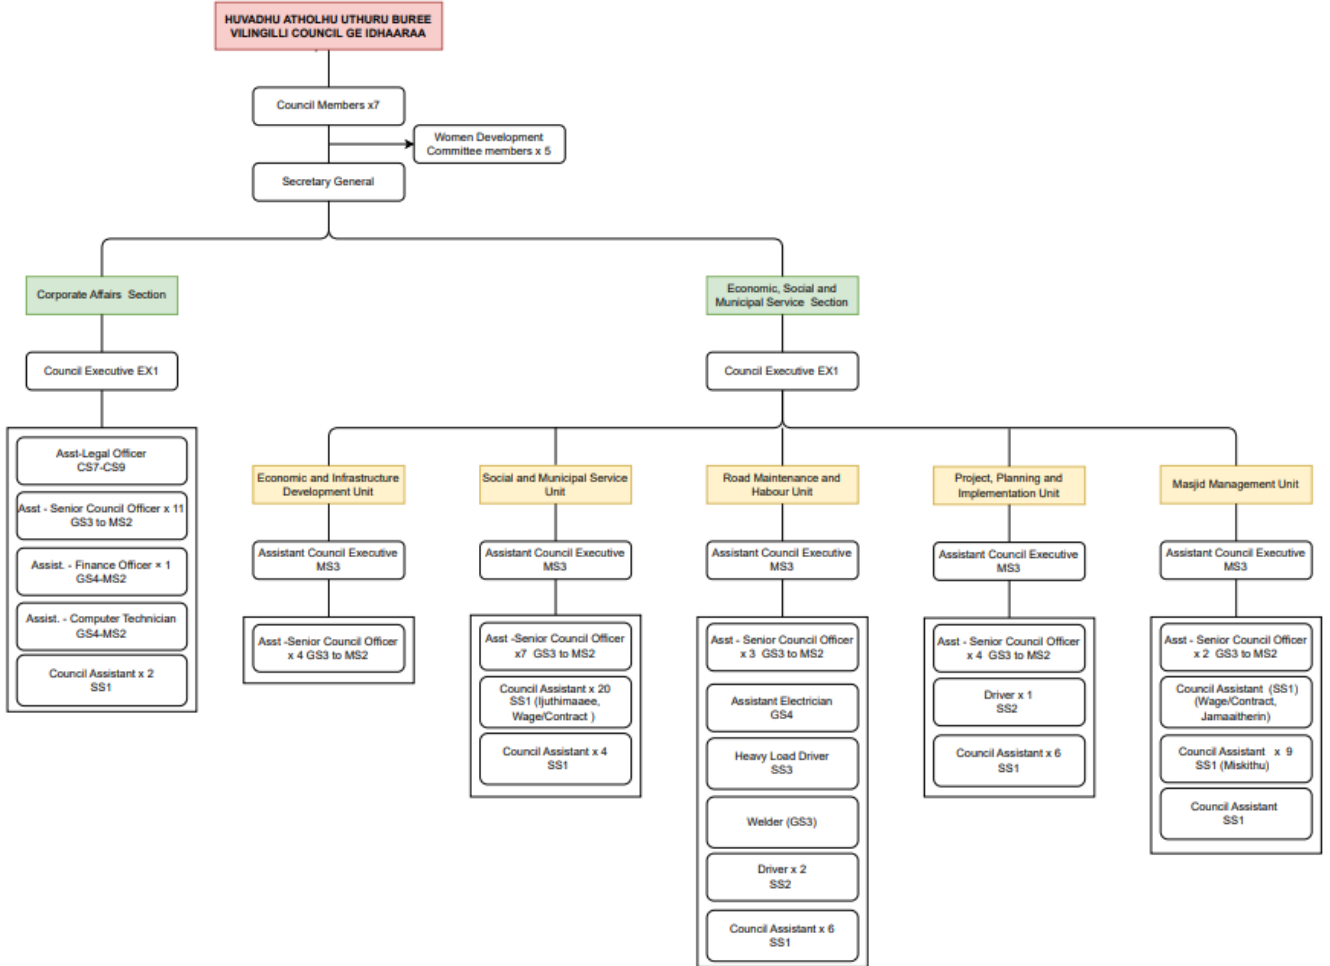 HUVADHU ATHOLHU UTHURU BUREE
VILINGILLI COUNCIL GE IDHAARAA
Council Members x7
Women Development
Committee members x 5
Secretary General
Corporate Affairs Section
Economic, Social and
Municipal Service Section
Council Executive EX1
Council Executive EX1
Asst-Legal Officer
CS7-CS9
Asst - Senior Council Officer x 11
GS3 to MS2
Assist. - Finance Officer × 1
GS4-MS2
Assist. - Computer Technician
GS4-MS2
Council Assistant x 2
SS1
Economic and Infrastructure
Development Unit
Assistant Council Executive
MS3
Asst -Senior Council Officer
x 4 GS3 to MS2
Social and Municipal Service
Unit
Assistant Council Executive
MS3
Asst -Senior Council Officer
x7 GS3 to MS2
Council Assistant x 20
SS1 (Ijuthimaaee,
Wage/Contract )
Council Assistant x 4
SS1
Road Maintenance and
Habour Unit
Assistant Council Executive
MS3
Asst - Senior Council Officer
x 3 GS3 to MS2
Assistant Electrician
GS4
Heavy Load Driver
SS3
Welder (GS3)
Driver x 2
SS2
Council Assistant x 6
SS1
Project, Planning and
Implementation Unit
Assistant Council Executive
MS3
Asst - Senior Council Officer
x 4 GS3 to MS2
Driver x 1
SS2
Council Assistant x 6
SS1
Masjid Management Unit
Assistant Council Executive
MS3
Asst - Senior Council Officer
x 2 GS3 to MS2
Council Assistant (SS1)
(Wage/Contract,
Jamaaitherin)
Council Assistant x 9
SS1 (Miskithu)
Council Assistant
SS1